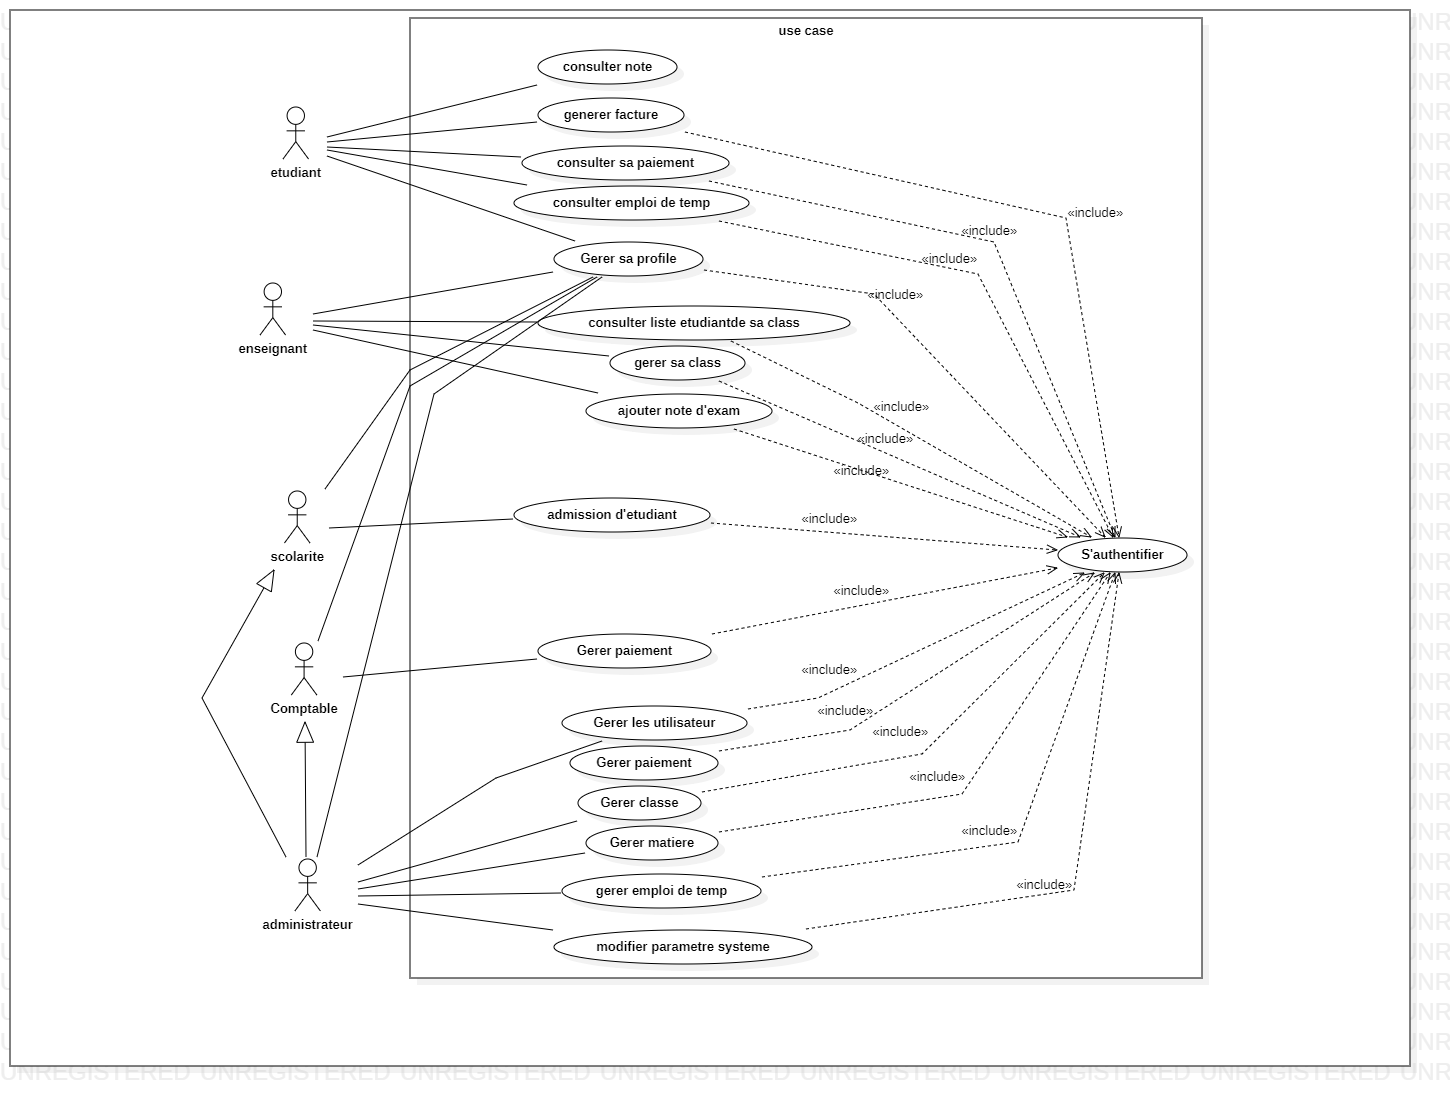 use case
consulter note
generer facture
etudiant
consulter sa paiement
consulter emploi de temp
«include»
«include»
Gerer sa profile
«include»
«include»
consulter liste etudiantde sa class
enseignant
gerer sa class
ajouter note d'exam
«include»
«include»
«include»
admission d'etudiant
«include»
scolarite
S'authentifier
«include»
Gerer paiement
«include»
Comptable
«include»
Gerer les utilisateur
«include»
Gerer paiement
«include»
Gerer classe
«include»
Gerer matiere
gerer emploi de temp
«include»
administrateur
modifier parametre systeme
UNREGISTERED UNREGISTERED UNREGISTERED UNREGISTERED UNREGISTERED UNREGISTERED UNREGISTERED UNR